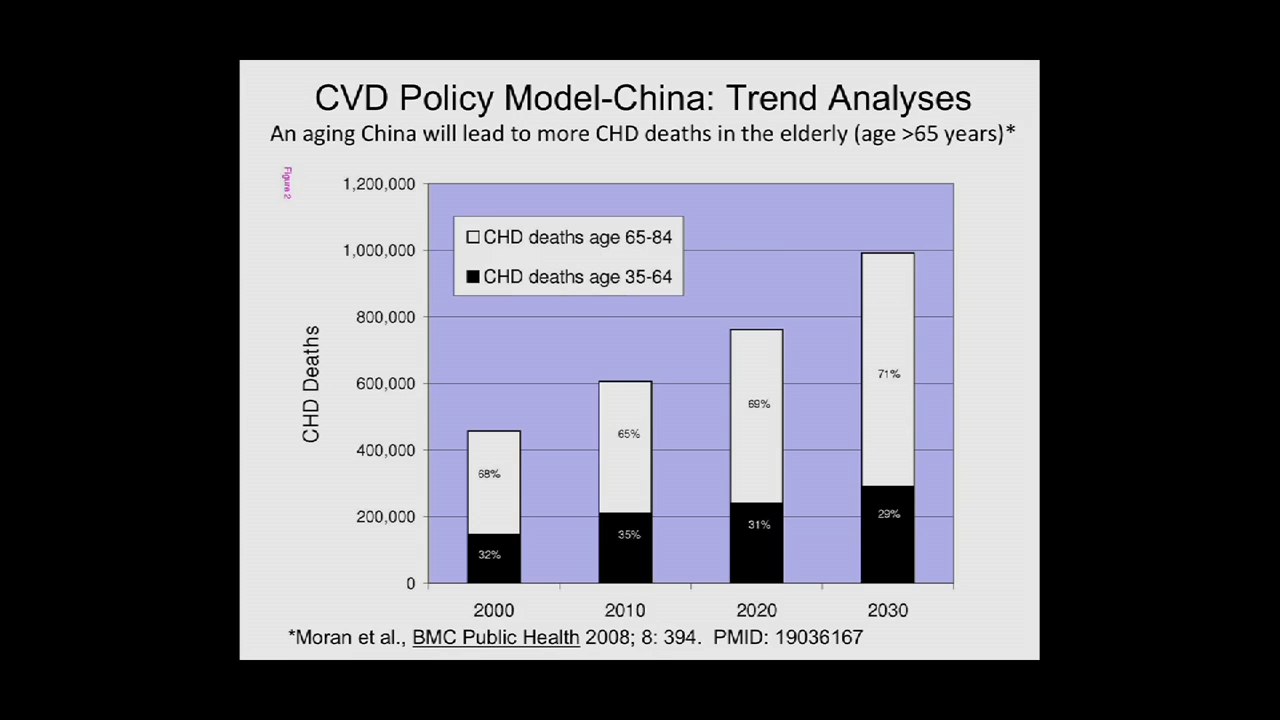 CVD Policy Model-China: Trend Analyses
An aging China will lead to more CHD deaths in the elderly (age >65 years)*
Figure 2
1,200,000
1,000,000
800,000
600,000
400,000
200,000
0
CHD Deaths
CHD deaths age 65-84
CHD deaths age 35-64
68%
32%
65%
35%
69%
31%
71%
29%
2000 2010 2020 2030
*Moran et al., BMC Public Health 2008; 8: 394. PMID: 19036167